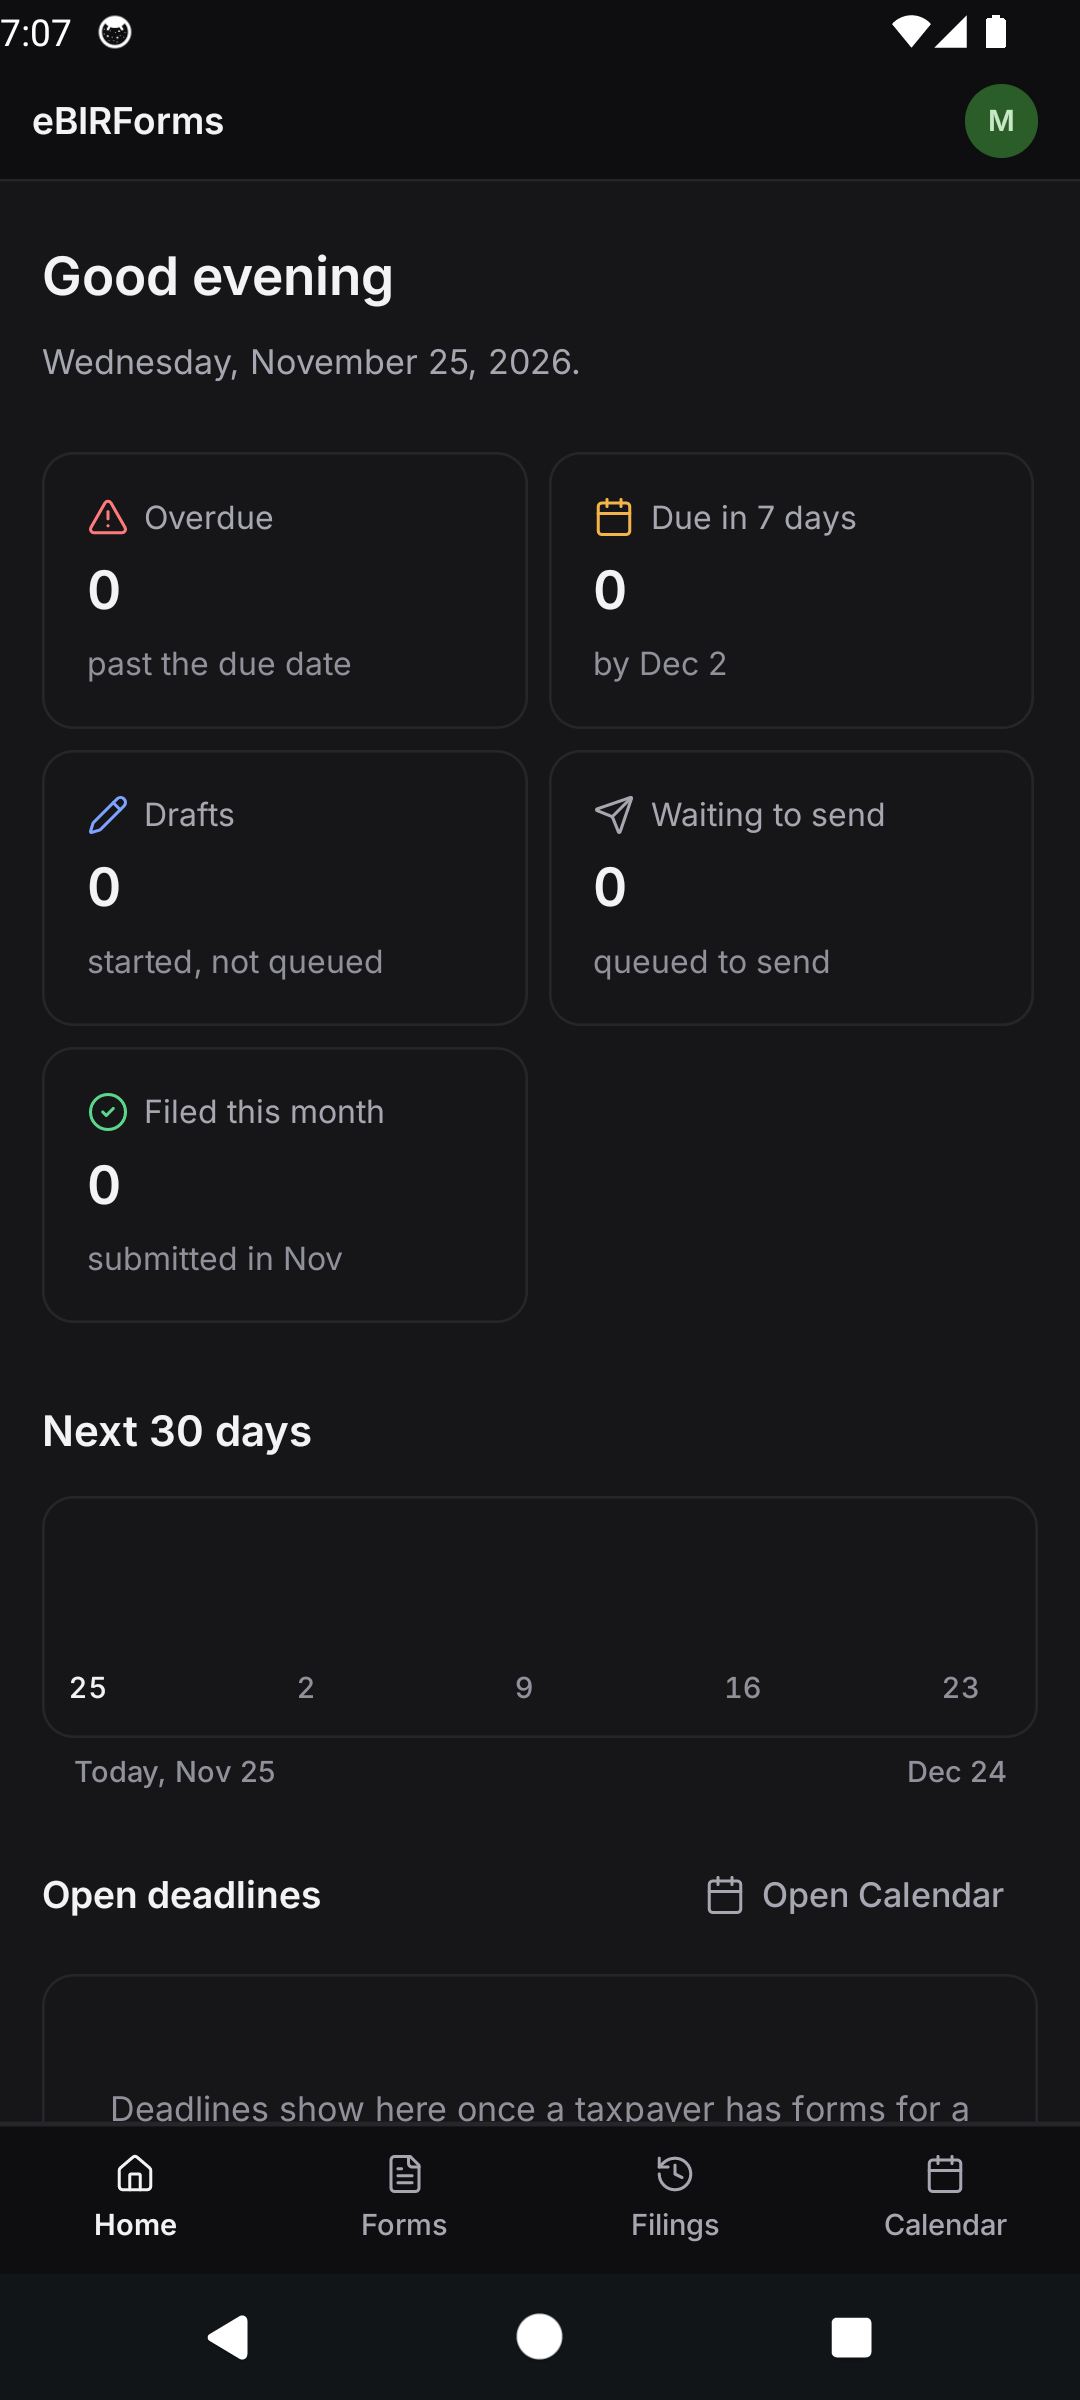 7:07
eBIRForms
M
Good evening
Wednesday, November 25, 2026.
Overdue
0
past the due date
Due in 7 days
0
by Dec 2
Drafts
0
started, not queued
Waiting to send
0
queued to send
Filed this month
0
submitted in Nov
Next 30 days
25 2 9 16 23
Today, Nov 25 Dec 24
Open deadlines Open Calendar
Deadlines show here once a taxpayer has forms for a
Home Forms Filings Calendar